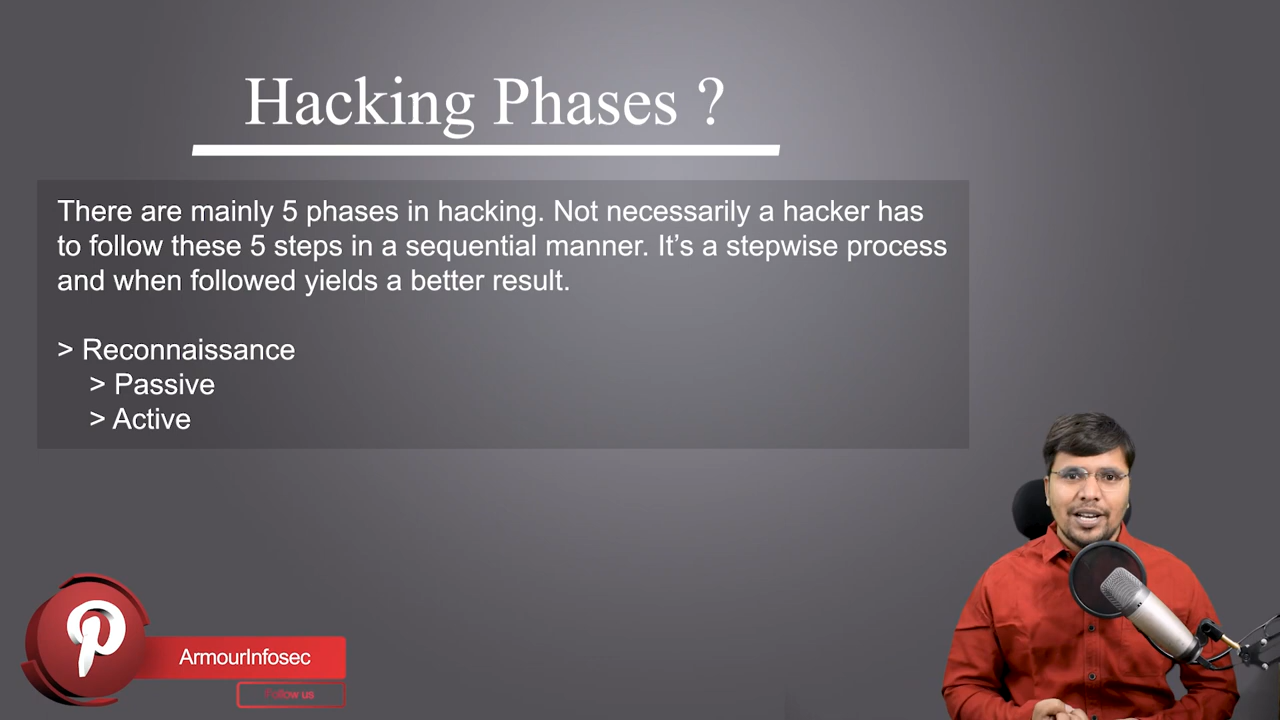 Hacking Phases ?
There are mainly 5 phases in hacking. Not necessarily a hacker has
to follow these 5 steps in a sequential manner. It’s a stepwise process
and when followed yields a better result.
> Reconnaissance
> Passive
> Active
ArmourInfosec
Follow us